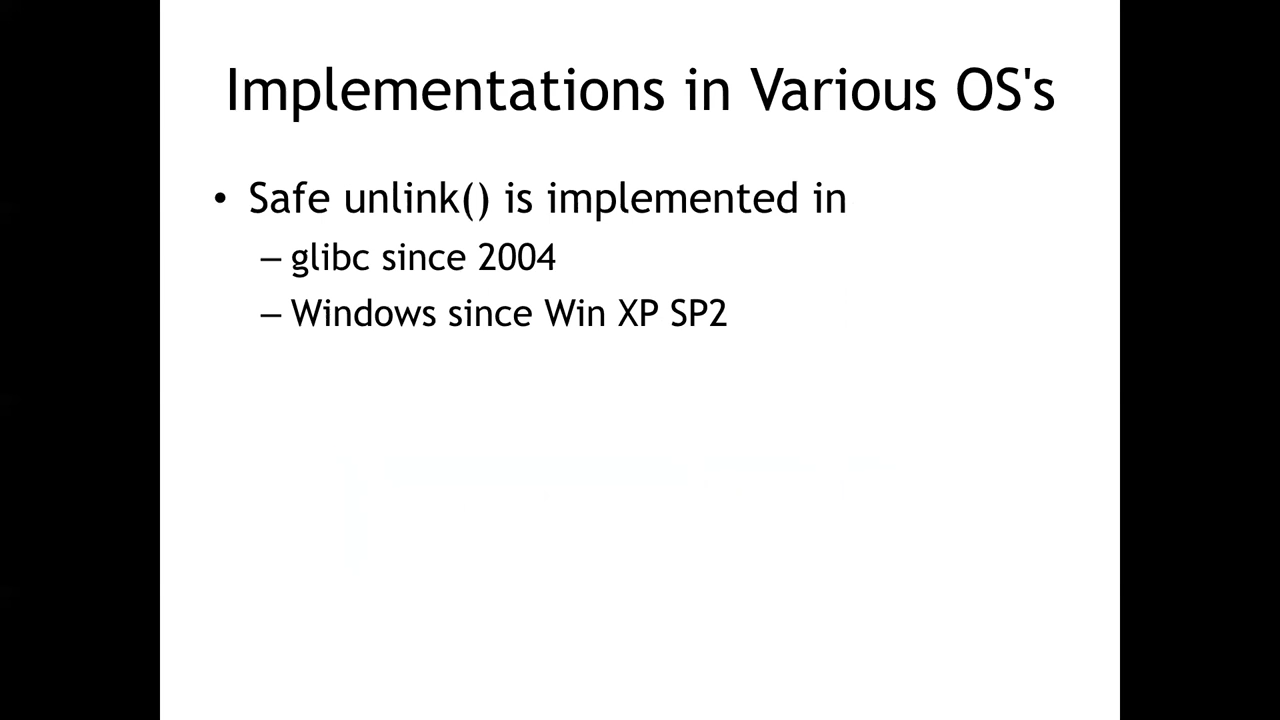 Implementations in Various OS's
• Safe unlink() is implemented in
– glibc since 2004
– Windows since Win XP SP2